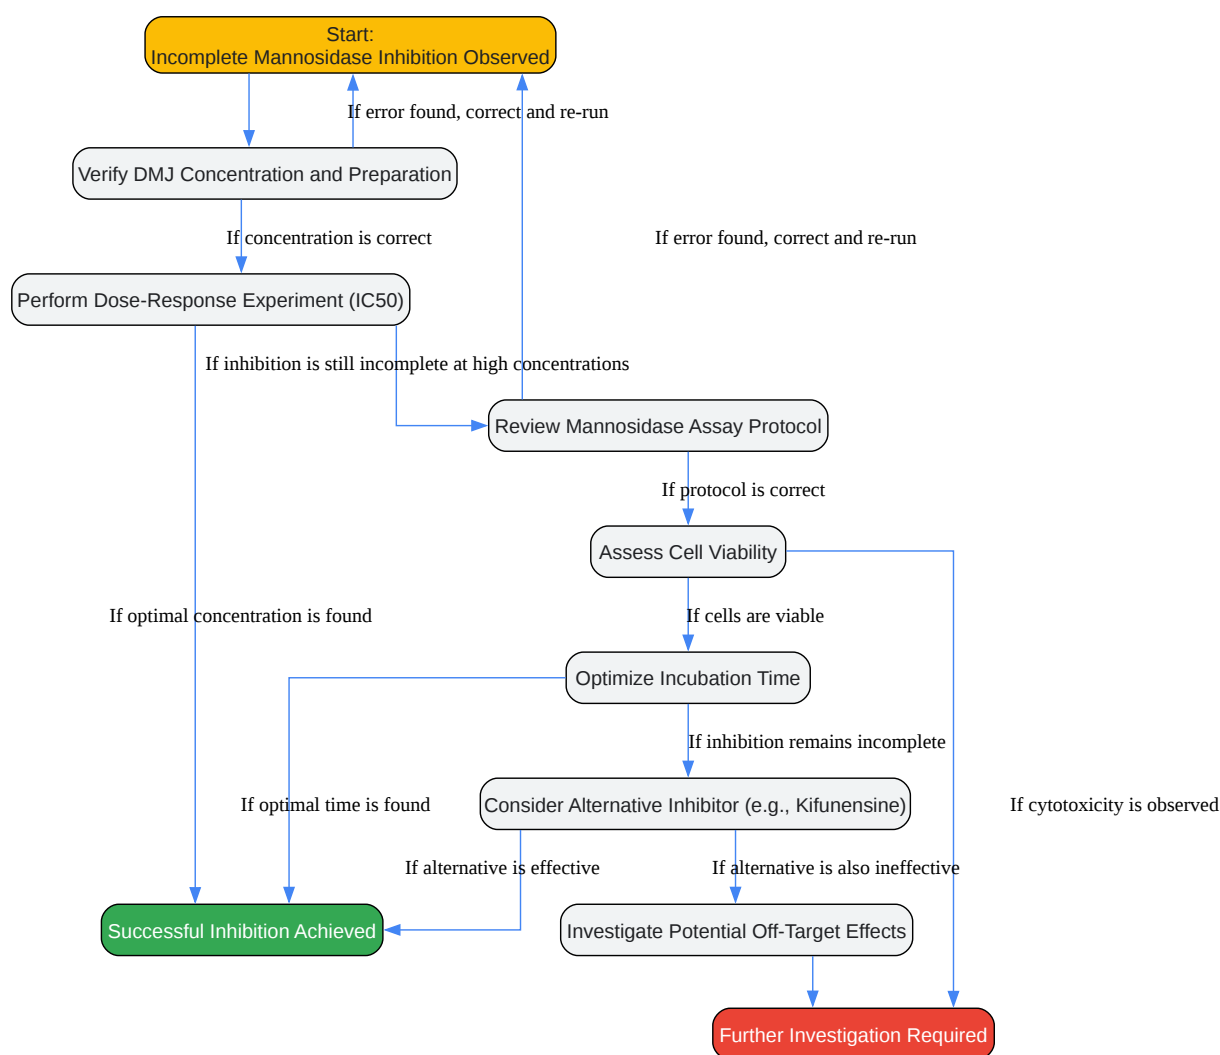 Start:
Incomplete Mannosidase Inhibition Observed
If error found, correct and re-run
Verify DMJ Concentration and Preparation
If concentration is correct
If error found, correct and re-run
Perform Dose-Response Experiment (IC50)
If inhibition is still incomplete at high concentrations
Review Mannosidase Assay Protocol
If protocol is correct
Assess Cell Viability
If optimal concentration is found
If cells are viable
Optimize Incubation Time
If inhibition remains incomplete
If optimal time is found
Consider Alternative Inhibitor (e.g., Kifunensine)
If cytotoxicity is observed
If alternative is effective
If alternative is also ineffective
Successful Inhibition Achieved
Investigate Potential Off-Target Effects
Further Investigation Required